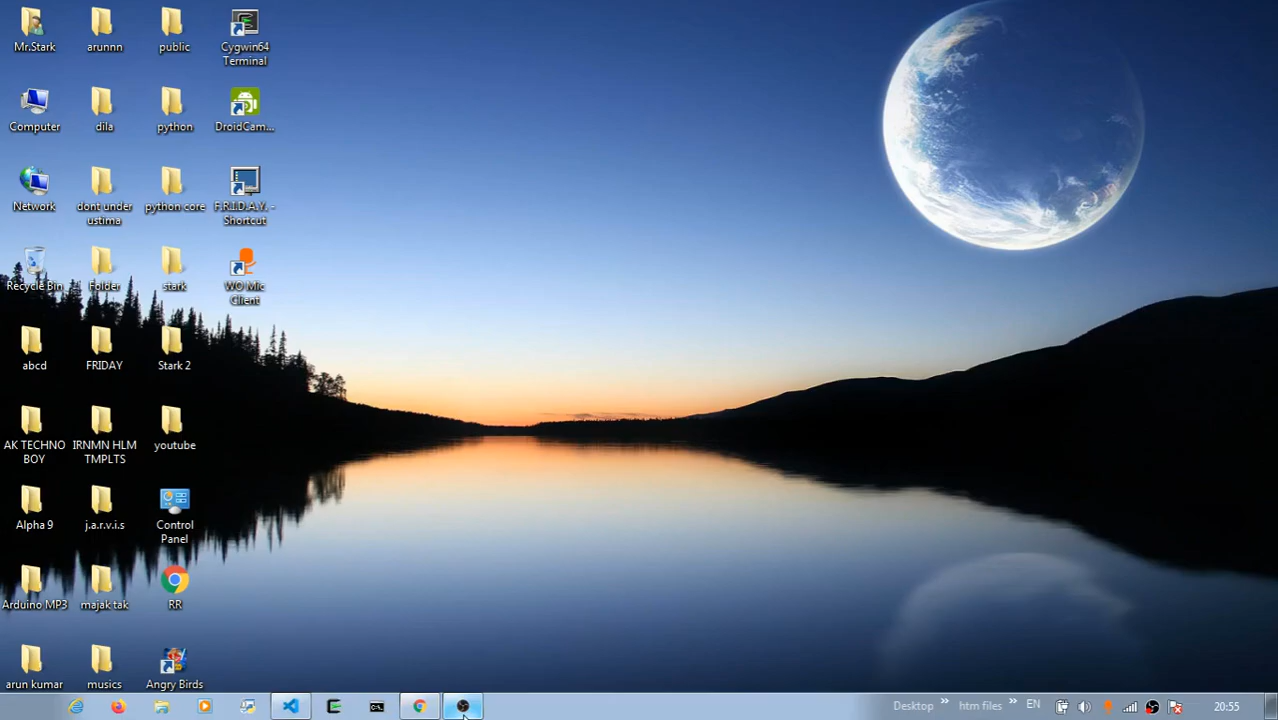 Mr.Stark
arunnn
public
Cygwin64
Terminal
Computer
dila
python
DroidCam...
Network
dont under
ustima
python core
F.R.I.D.A.Y. -
Shortcut
Recycle Bin
Folder
stark
WO Mic
Client
abcd
FRIDAY
Stark 2
AK TECHNO
BOY
IRNMN HLM
TMPLTS
youtube
Alpha 9
j.a.r.v.i.s
Control
Panel
Arduino MP3
majak tak
RR
arun kumar
musics
Angry Birds
Desktop » htm files » EN 20:55